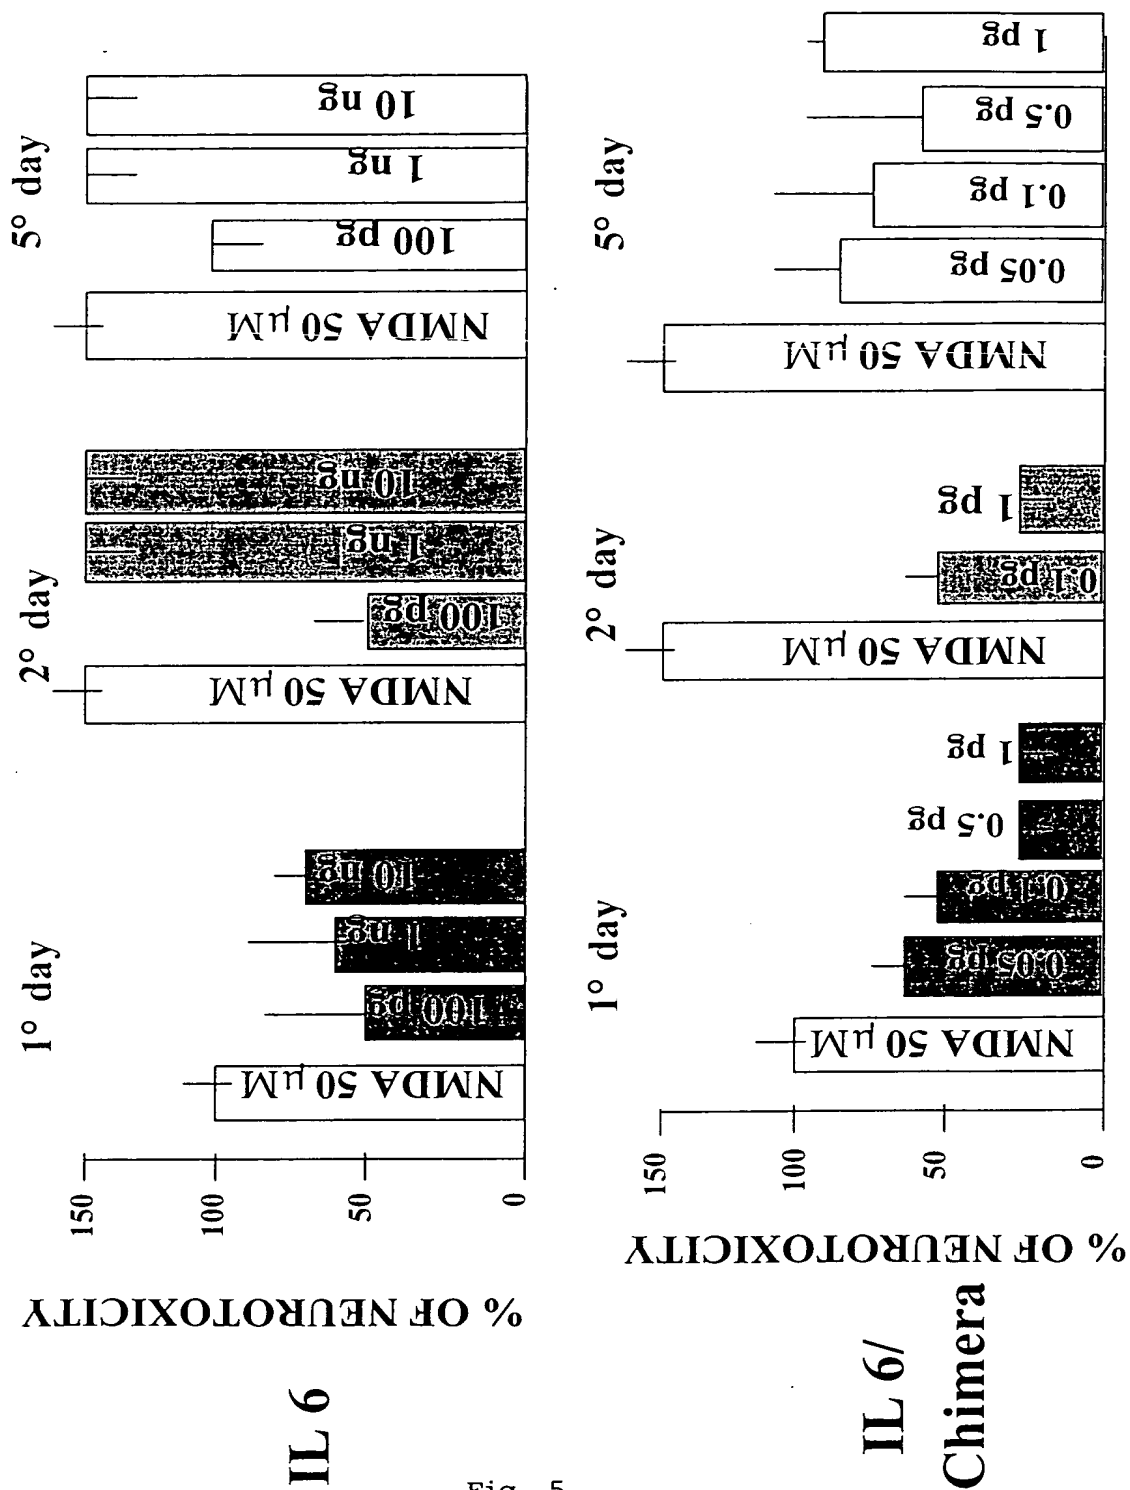 IL 6
% OF NEUROTOXICITY
150
100
50
0
1° day
2° day
5° day
NMDA 50 µM
100 pg
1 ng
10 ng
NMDA 50 µM
100 pg
1 ng
10 ng
NMDA 50 µM
100 pg
1 ng
10 ng
IL 6/
Chimera
% OF NEUROTOXICITY
150
100
50
0
1° day
2° day
5° day
NMDA 50 µM
0.05 pg
0.1 pg
0.5 pg
1 pg
NMDA 50 µM
0.1 pg
1 pg
NMDA 50 µM
0.05 pg
0.1 pg
0.5 pg
1 pg
Fig. 5